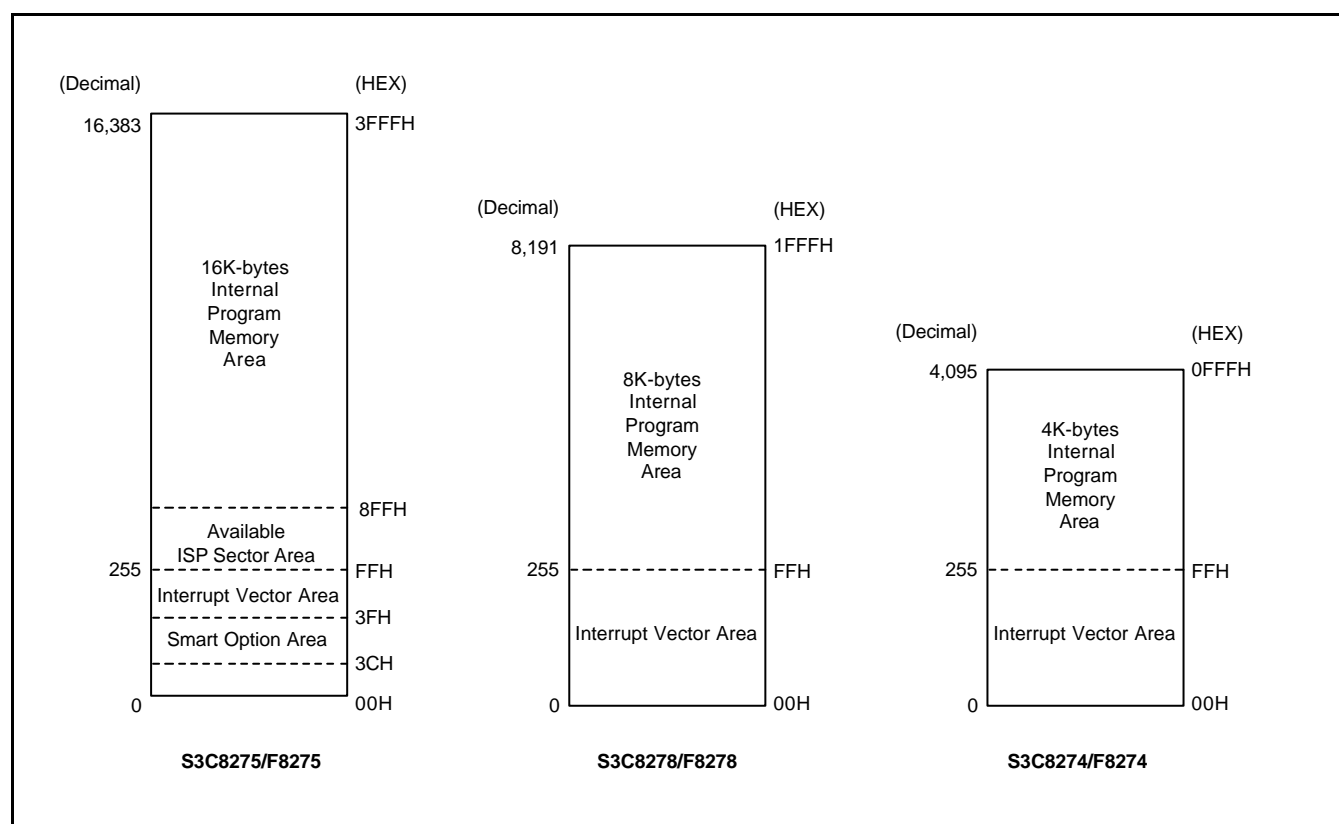 (Decimal) (HEX)
16,383 3FFFH
16K-bytes
Internal
Program
Memory
Area
8FFH
Available
ISP Sector Area
255 FFH
Interrupt Vector Area
3FH
Smart Option Area
3CH
0 00H
S3C8275/F8275
(Decimal) (HEX)
8,191 1FFFH
8K-bytes
Internal
Program
Memory
Area
255 FFH
Interrupt Vector Area
0 00H
S3C8278/F8278
(Decimal) (HEX)
4,095 0FFFH
4K-bytes
Internal
Program
Memory
Area
255 FFH
Interrupt Vector Area
0 00H
S3C8274/F8274